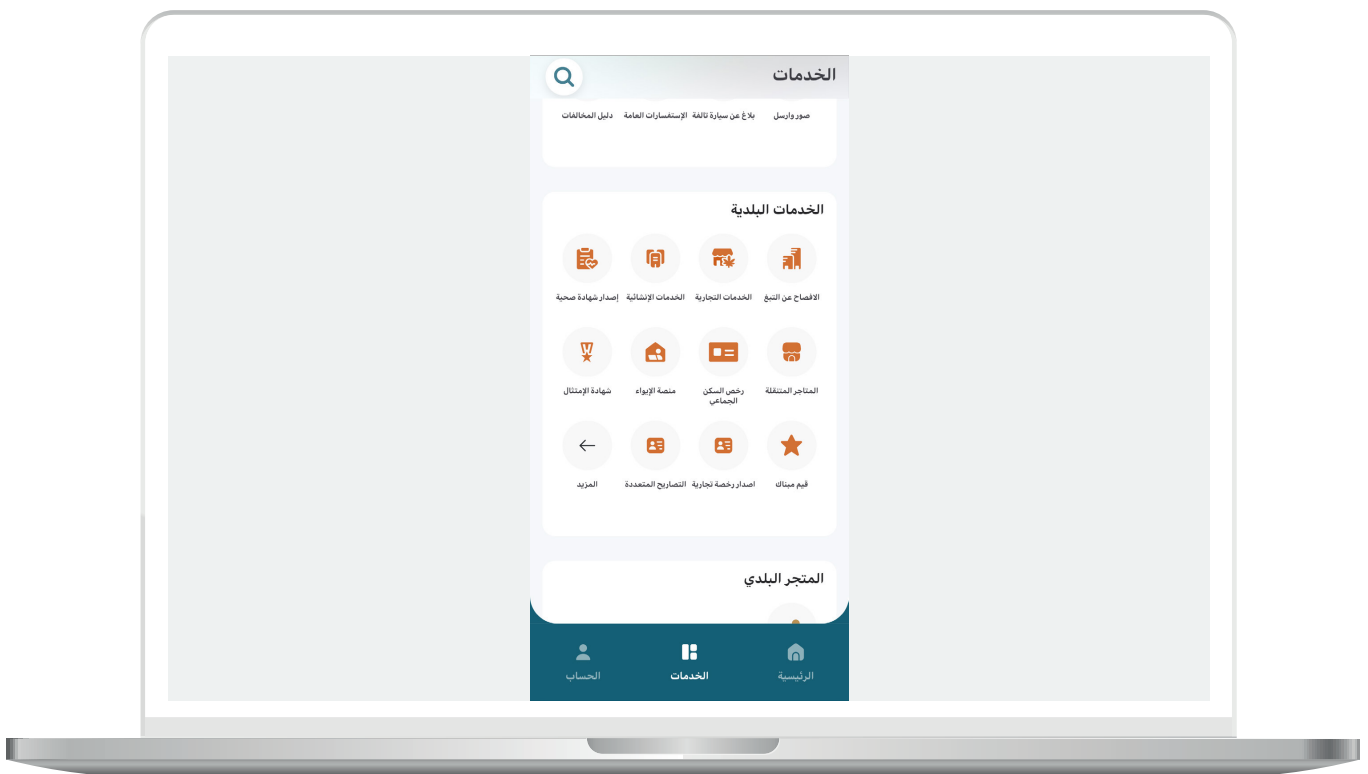 الخدمات
صور وارسل
بلاغ عن سيارة تالفة
الإستفسارات العامة
دليل المخالفات
الخدمات البلدية
الافصاح عن التبغ
الخدمات التجارية
الخدمات الإنشائية
إصدار شهادة صحية
المتاجر المتنقلة
رخص السكن
الجماعي
منصة الإيواء
شهادة الإمتثال
قيم مبناك
اصدار رخصة تجارية
التصاريح المتعددة
المزيد
المتجر البلدي
الرئيسية
الخدمات
الحساب